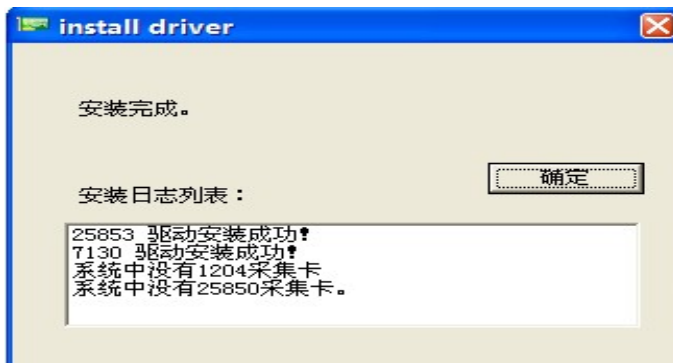 install driver
安装完成。
确定
安装日志列表：
25853 驱动安装成功!
7130 驱动安装成功!
系统中没有1204采集卡
系统中没有25850采集卡。